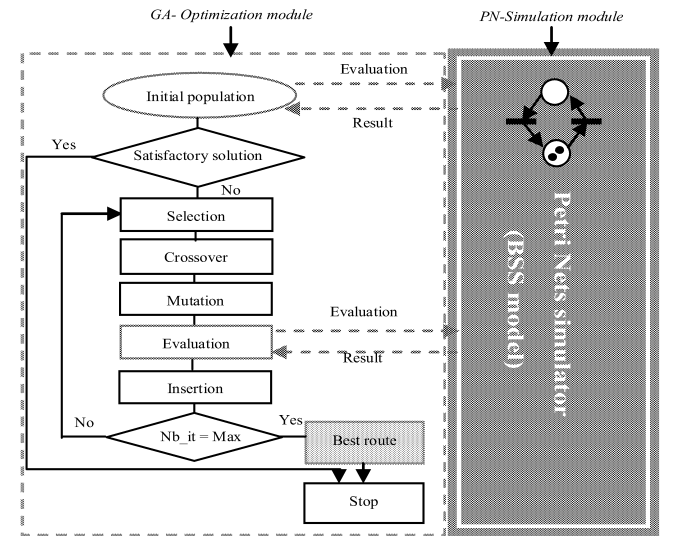 GA- Optimization module
PN-Simulation module
Evaluation
Initial population
Result
Yes
Satisfactory solution
No
Selection
Crossover
Mutation
Evaluation
Evaluation
Result
Insertion
No
Yes
Nb_it = Max
Best route
Stop
Petri Nets simulator
(BSS model)